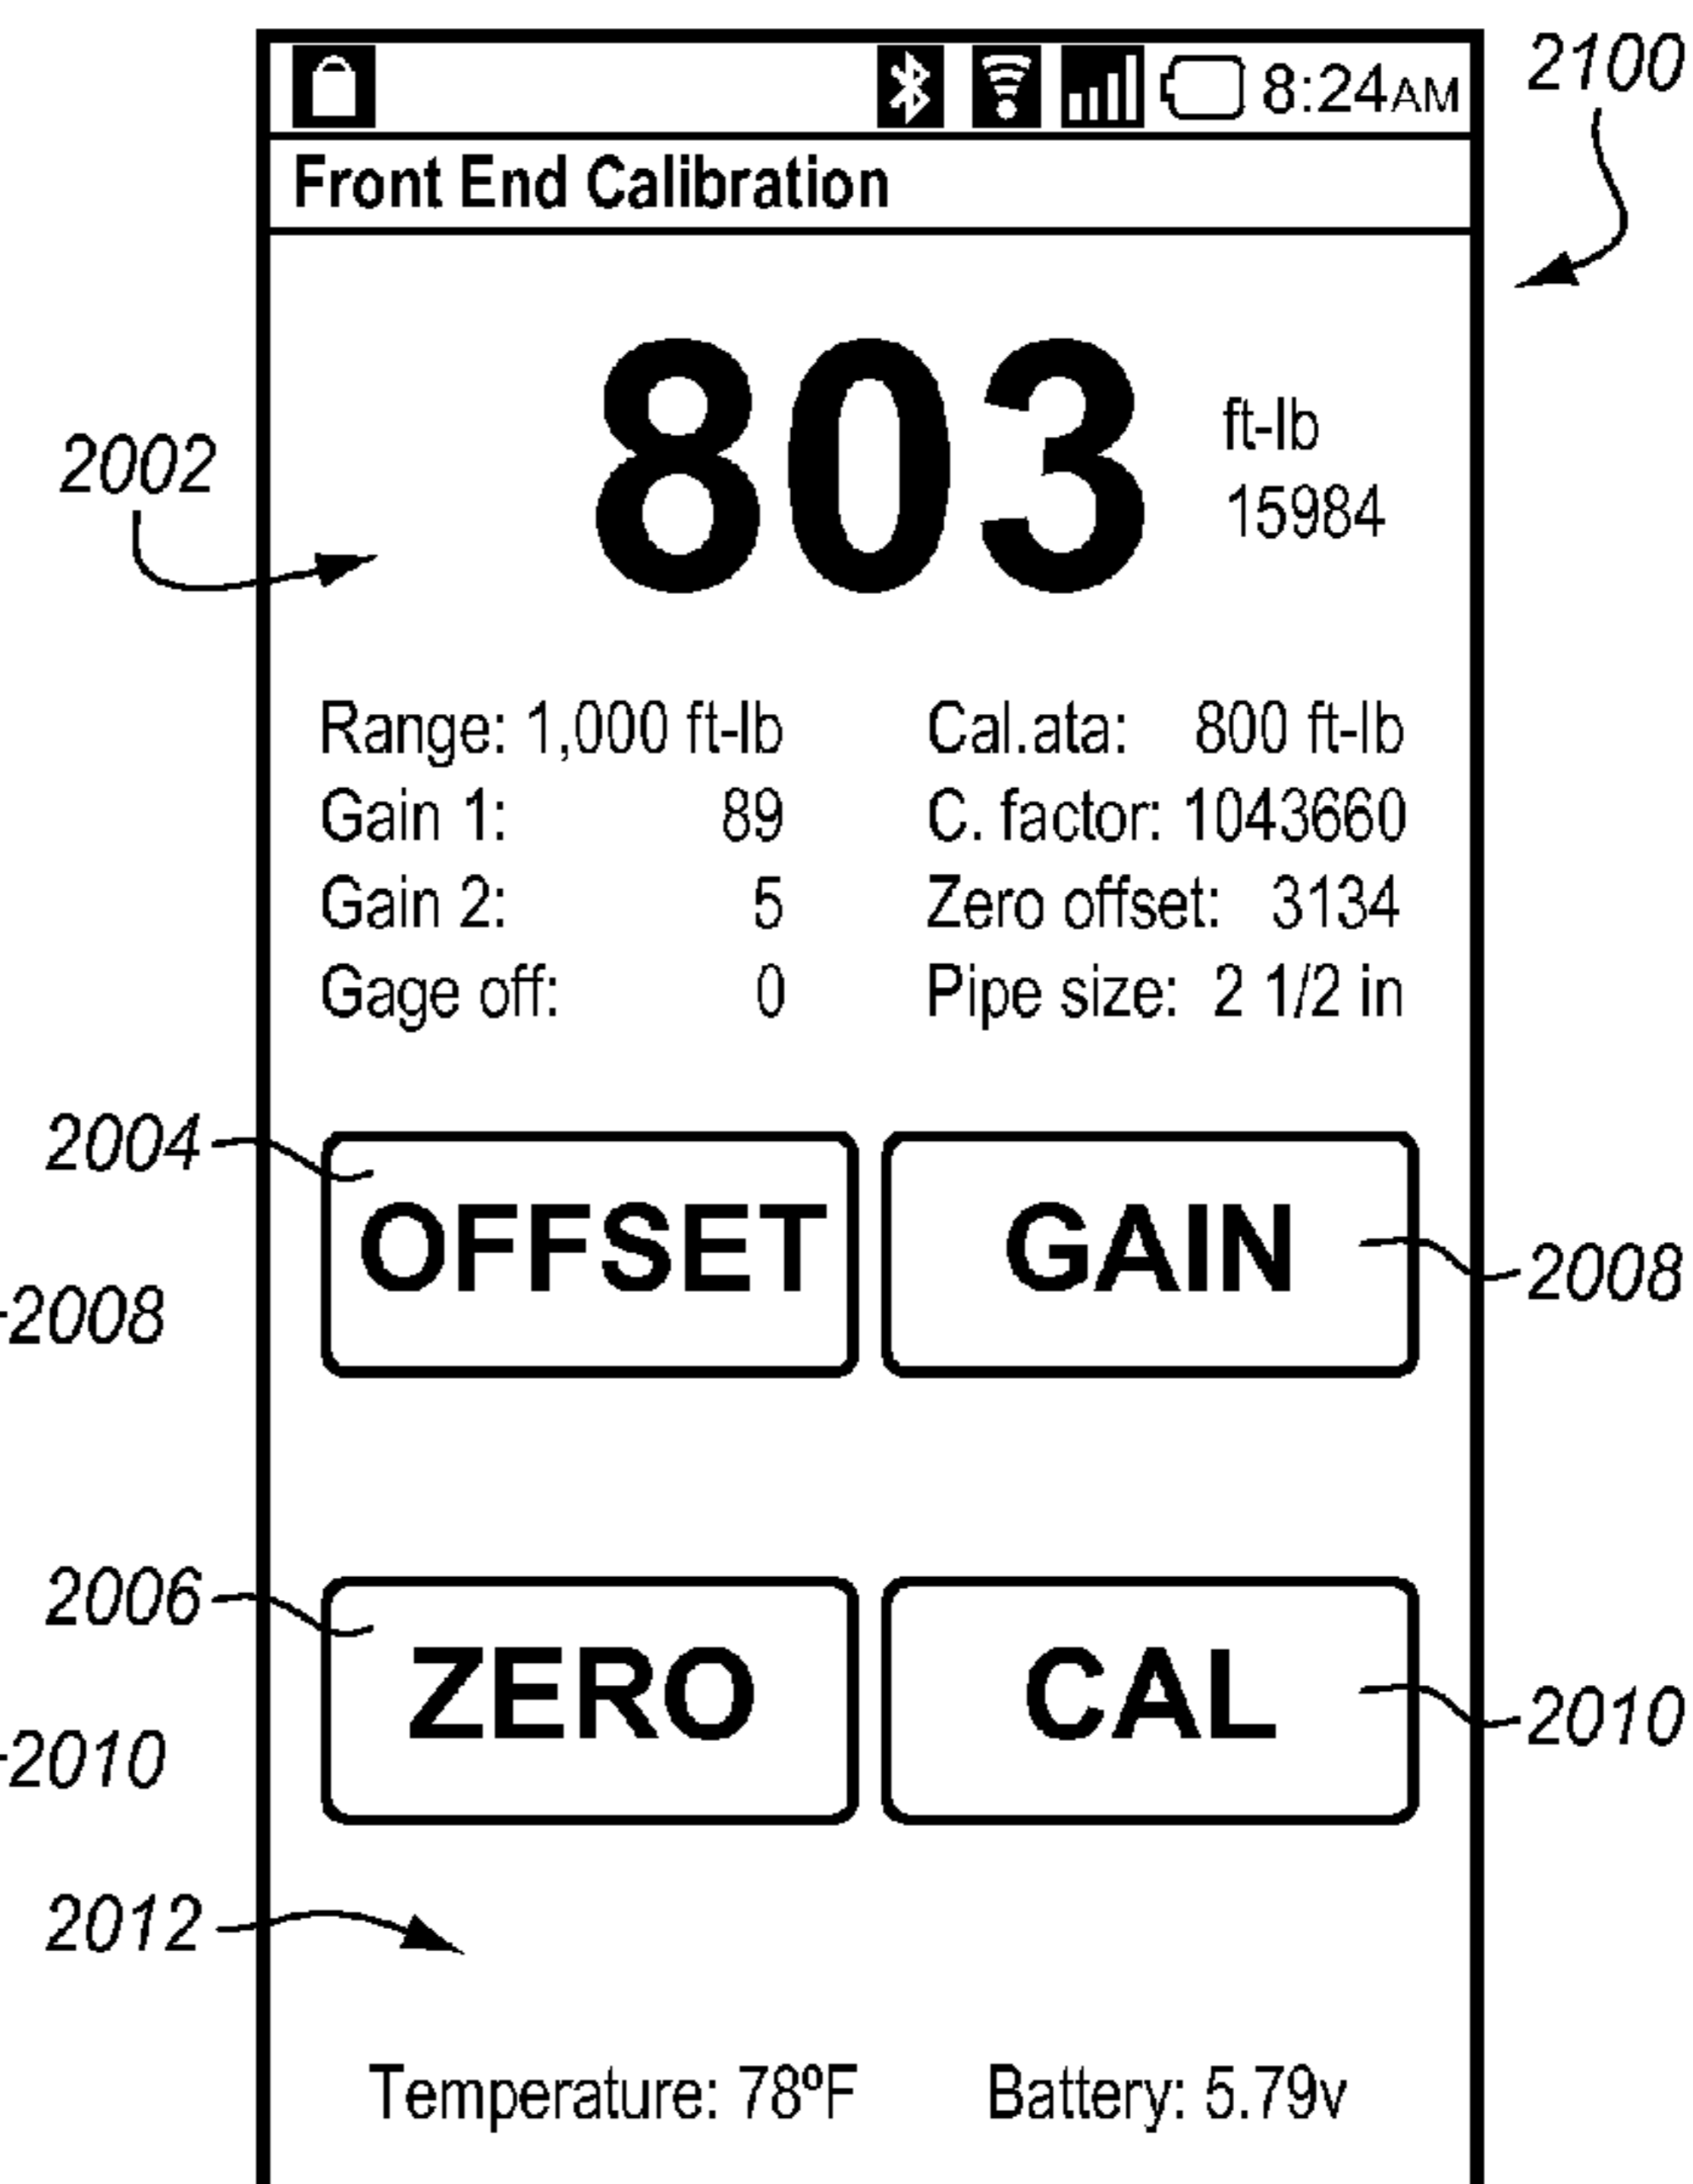 8:24AM 2100
Front End Calibration
2002 803 ft-lb
15984
Range: 1,000 ft-lb Cal.ata: 800 ft-lb
Gain 1: 89 C. factor: 1043660
Gain 2: 5 Zero offset: 3134
Gage off: 0 Pipe size: 2 1/2 in
2004
OFFSET GAIN 2008
2008
2006
ZERO CAL 2010
2010
2012
Temperature: 78ºF Battery: 5.79v